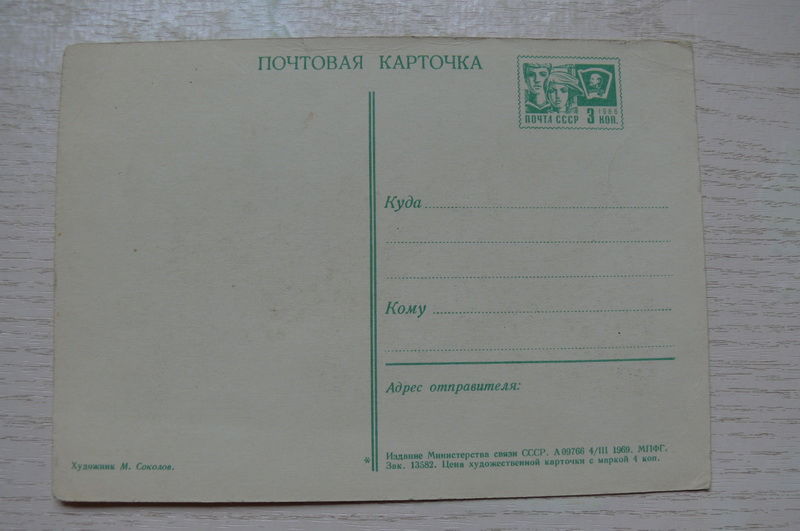 ПОЧТОВАЯ КАРТОЧКА
1966
ПОЧТА СССР 3 КОП.
Куда
Кому
Адрес отправителя:
Художник М. Соколов.
*
Издание Министерства связи СССР. А 09766 4/III 1969. МПФГ.
Зак. 13582. Цена художественной карточки с маркой 4 коп.